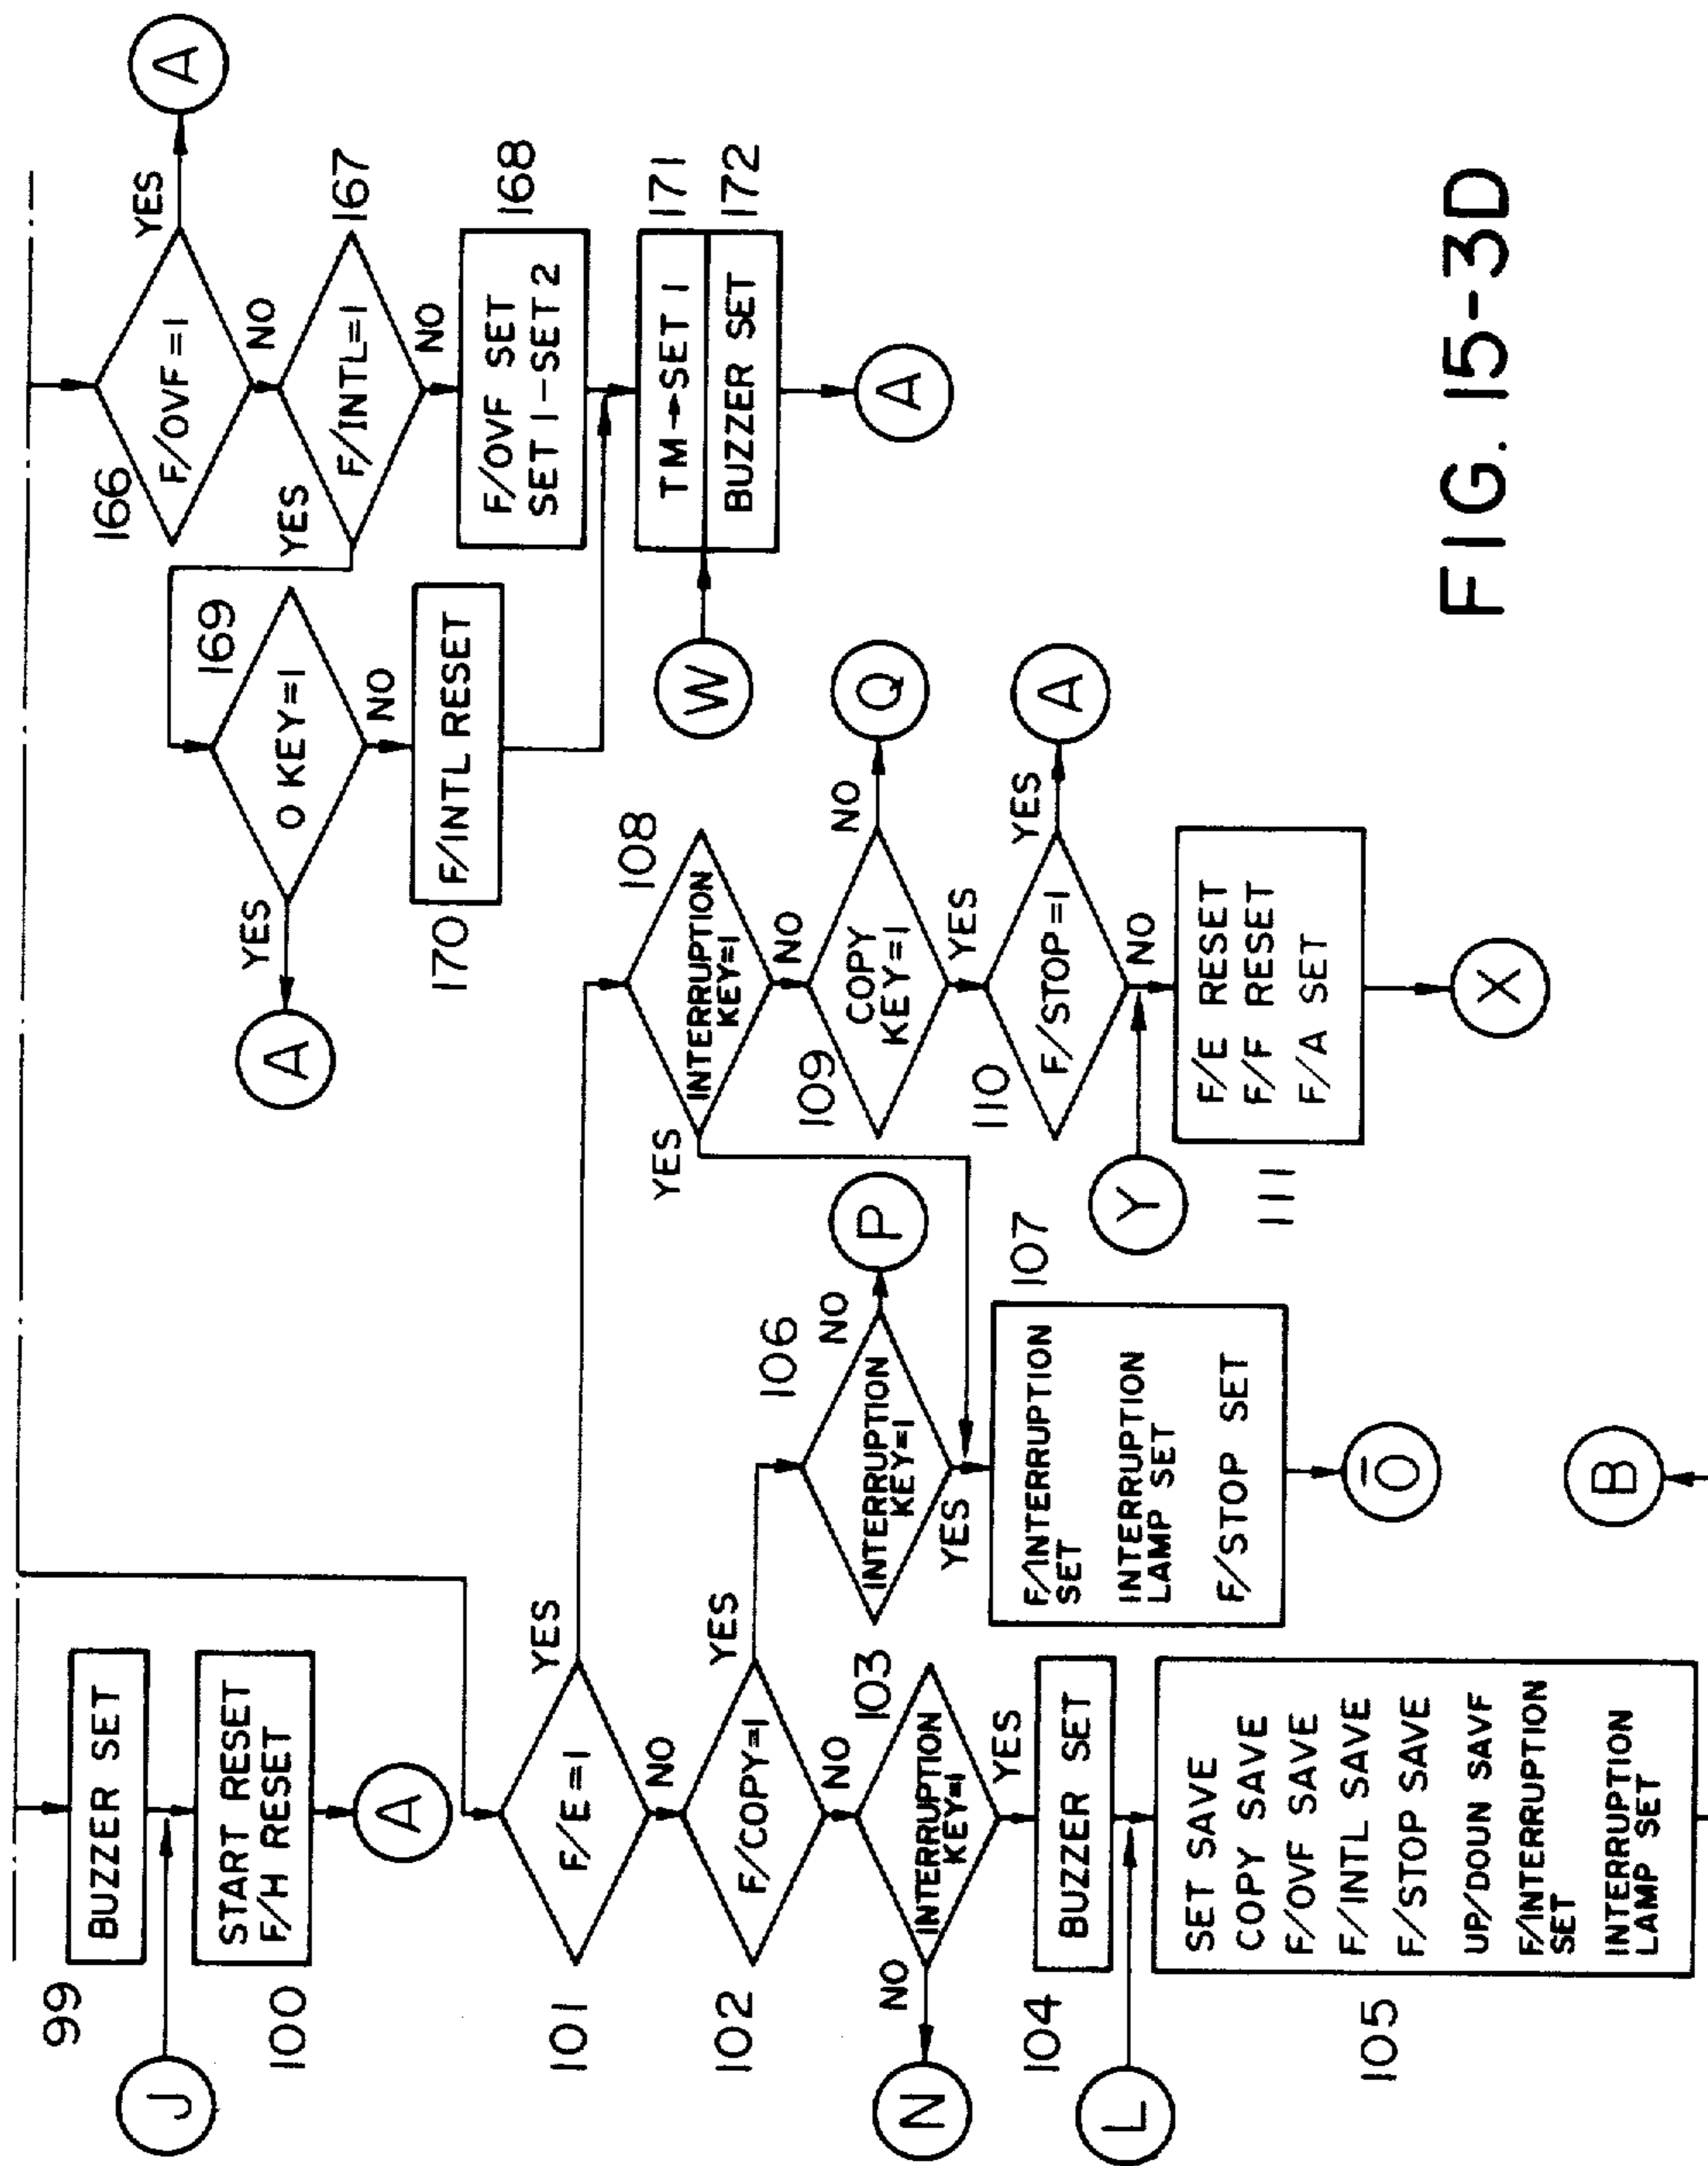 99
BUZZER SET
J
100
START RESET
F/H RESET
A
101
F/E=1
YES
NO
102
F/COPY=1
YES
NO
103
INTERRUPTION
KEY=1
NO
YES
N
104
BUZZER SET
L
105
SET SAVE
COPY SAVE
F/OVF SAVE
F/INTL SAVE
F/STOP SAVE
UP/DOUN SAVF
F/INTERRUPTION
SET
INTERRUPTION
LAMP SET
B
106
INTERRUPTION
KEY=1
NO
P
YES
107
F/INTERRUPTION
SET
INTERRUPTION
LAMP SET
F/STOP SET
Ō
108
INTERRUPTION
KEY=1
YES
NO
109
COPY
KEY=1
NO
Q
YES
110
F/STOP=1
YES
A
NO
Y
111
F/E RESET
F/F RESET
F/A SET
X
166
F/OVF=1
YES
A
NO
167
F/INTL=1
YES
NO
168
F/OVF SET
SET 1-SET 2
169
O KEY=1
YES
A
NO
170
F/INTL RESET
W
171
TM→SET 1
172
BUZZER SET
A
FIG. 15-3D